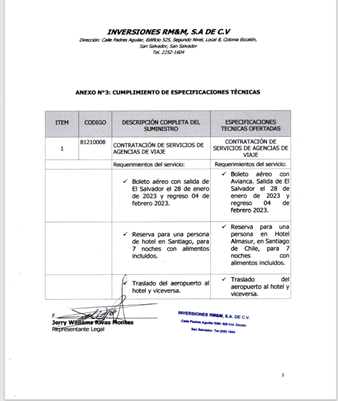 INVERSIONES RM&M, S.A DE C.V
Dirección: Calle Padres Aguilar, Edificio 525, Segundo Nivel, Local 8, Colonia Escalón,
San Salvador, San Salvador
Tel. 2252-1604
ANEXO N°3: CUMPLIMIENTO DE ESPECIFICACIONES TÉCNICAS
ITEM
CODIGO
DESCRIPCIÓN COMPLETA DEL
SUMINISTRO
ESPECIFICACIONES
TECNICAS OFERTADAS
1
81210008
CONTRATACIÓN DE SERVICIOS DE
AGENCIAS DE VIAJE
CONTRATACIÓN DE
SERVICIOS DE AGENCIAS DE
VIAJE
Requerimientos del servicio:
Requerimientos del servicio:
✓ Boleto aéreo con salida de
El Salvador el 28 de enero
de 2023 y regreso 04 de
febrero 2023.
✓ Boleto aéreo con
Avianca. Salida de El
Salvador el 28 de
enero de 2023 y
regreso 04 de
febrero 2023.
✓ Reserva para una persona
de hotel en Santiago, para
7 noches con alimentos
incluidos.
✓ Reserva para una
persona en Hotel
Almasur, en Santiago
de Chile, para 7
noches con
alimentos incluidos.
✓ Traslado del aeropuerto al
hotel y viceversa.
✓ Traslado del
aeropuerto al hotel y
viceversa.
F.
Jerry Williams Rivas Montes
Representante Legal
INVERSIONES RM&M, S.A. DE C.V.
San Salvador. Tel.2252-1604
3